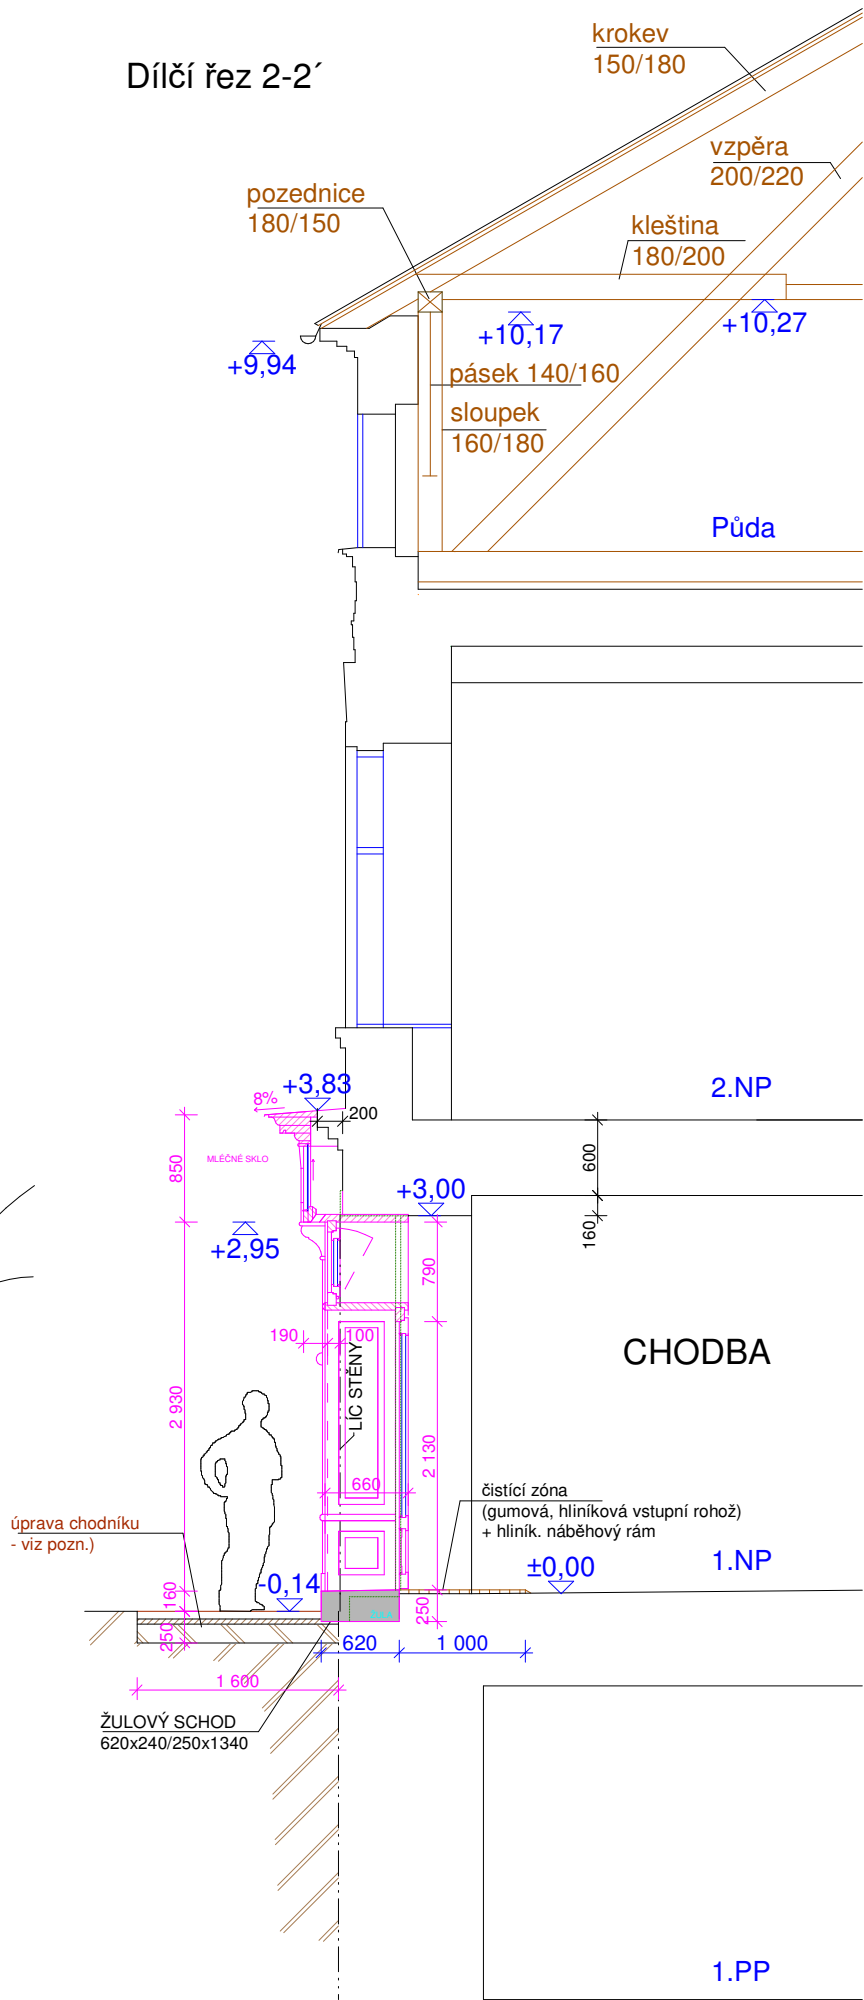 Dílčí řez 2-2´
krokev
150/180
vzpěra
200/220
pozednice
180/150
kleština
180/200
+10,17
+10,27
+9,94
pásek 140/160
sloupek
160/180
Půda
2.NP
+3,83
8%
200
MLÉČNÉ SKLO
850
600
+3,00
160
+2,95
790
190
100
CHODBA
LÍC STĚNY
2 930
2 130
660
čistící zóna
(gumová, hliníková vstupní rohož)
+ hliník. náběhový rám
úprava chodníku
- viz pozn.)
±0,00
1.NP
-0,14
160
250
250
620
1 000
1 600
ŽULOVÝ SCHOD
620x240/250x1340
1.PP